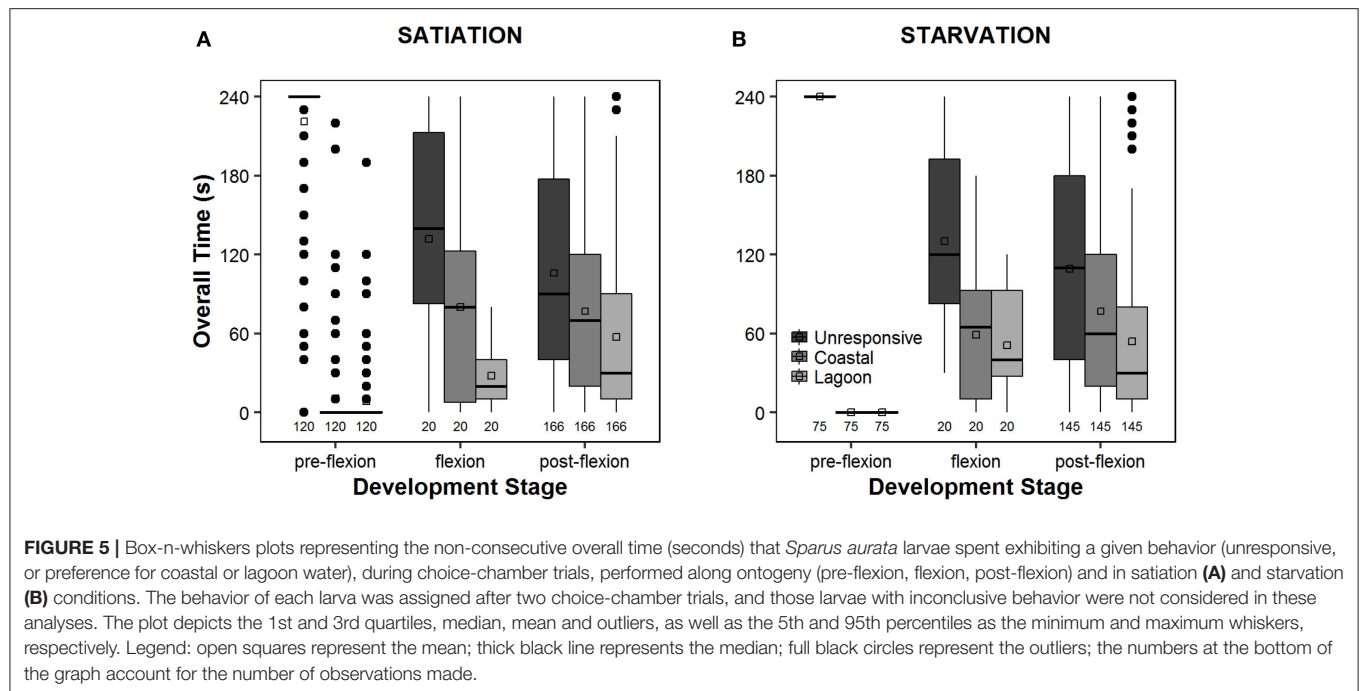 A SATIATION
B STARVATION
Overall Time (s)
240
180
120
60
0
120 120 120 20 20 20 166 166 166
pre-flexion flexion post-flexion
Development Stage
240
180
120
60
0
Unresponsive
Coastal
Lagoon
75 75 75 20 20 20 145 145 145
pre-flexion flexion post-flexion
Development Stage
FIGURE 5 | Box-n-whiskers plots representing the non-consecutive overall time (seconds) that Sparus aurata larvae spent exhibiting a given behavior (unresponsive,
or preference for coastal or lagoon water), during choice-chamber trials, performed along ontogeny (pre-flexion, flexion, post-flexion) and in satiation (A) and starvation
(B) conditions. The behavior of each larva was assigned after two choice-chamber trials, and those larvae with inconclusive behavior were not considered in these
analyses. The plot depicts the 1st and 3rd quartiles, median, mean and outliers, as well as the 5th and 95th percentiles as the minimum and maximum whiskers,
respectively. Legend: open squares represent the mean; thick black line represents the median; full black circles represent the outliers; the numbers at the bottom of
the graph account for the number of observations made.